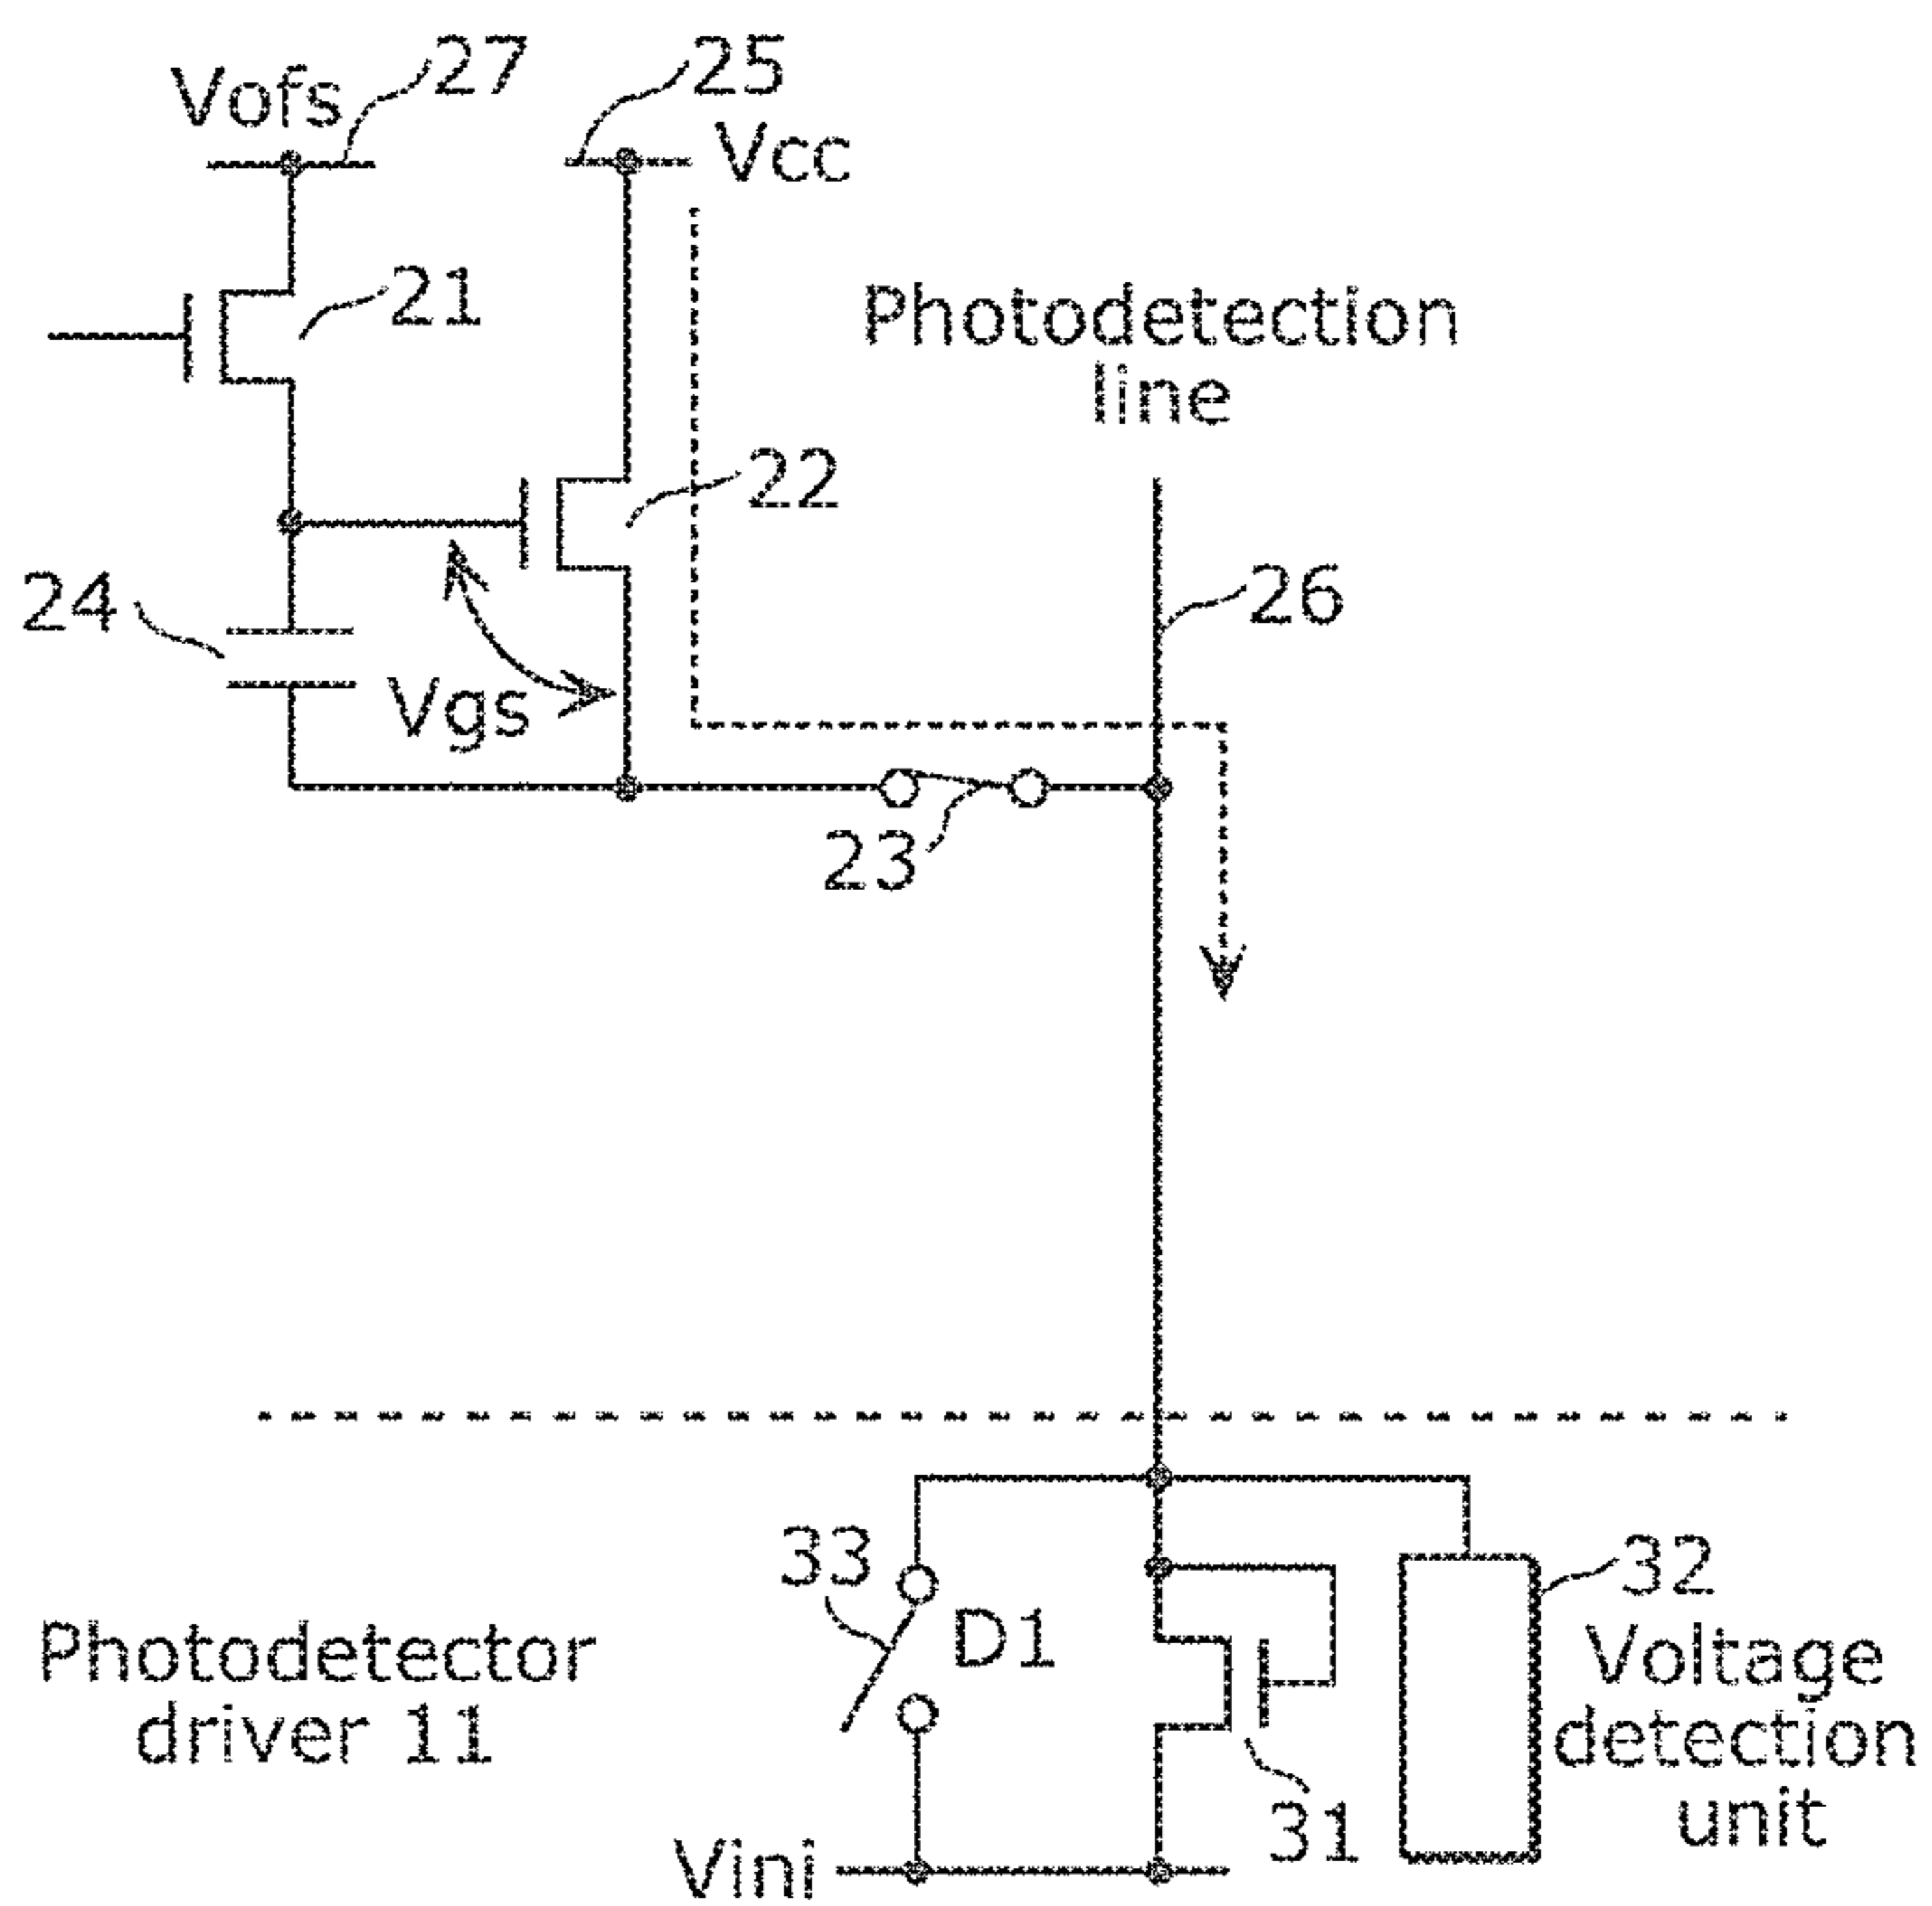 27
25
Vofs
Vcc
21
Photodetection
line
22
24
26
Vgs
23
33
32
D1
Photodetector
driver 11
Voltage
detection
unit
31
Vini